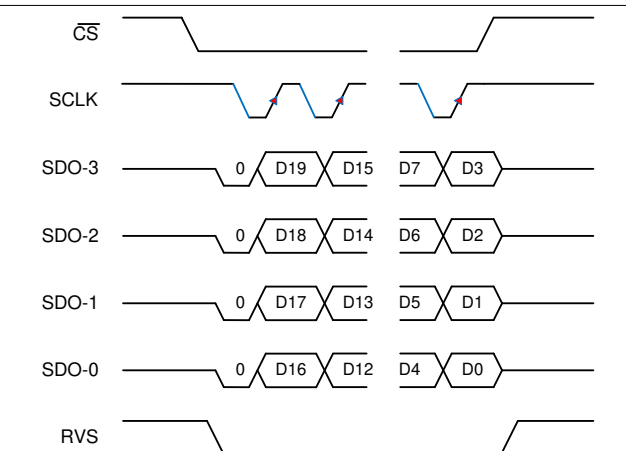 C̅S̅
SCLK
SDO-3 0 D19 D15 D7 D3
SDO-2 0 D18 D14 D6 D2
SDO-1 0 D17 D13 D5 D1
SDO-0 0 D16 D12 D4 D0
RVS